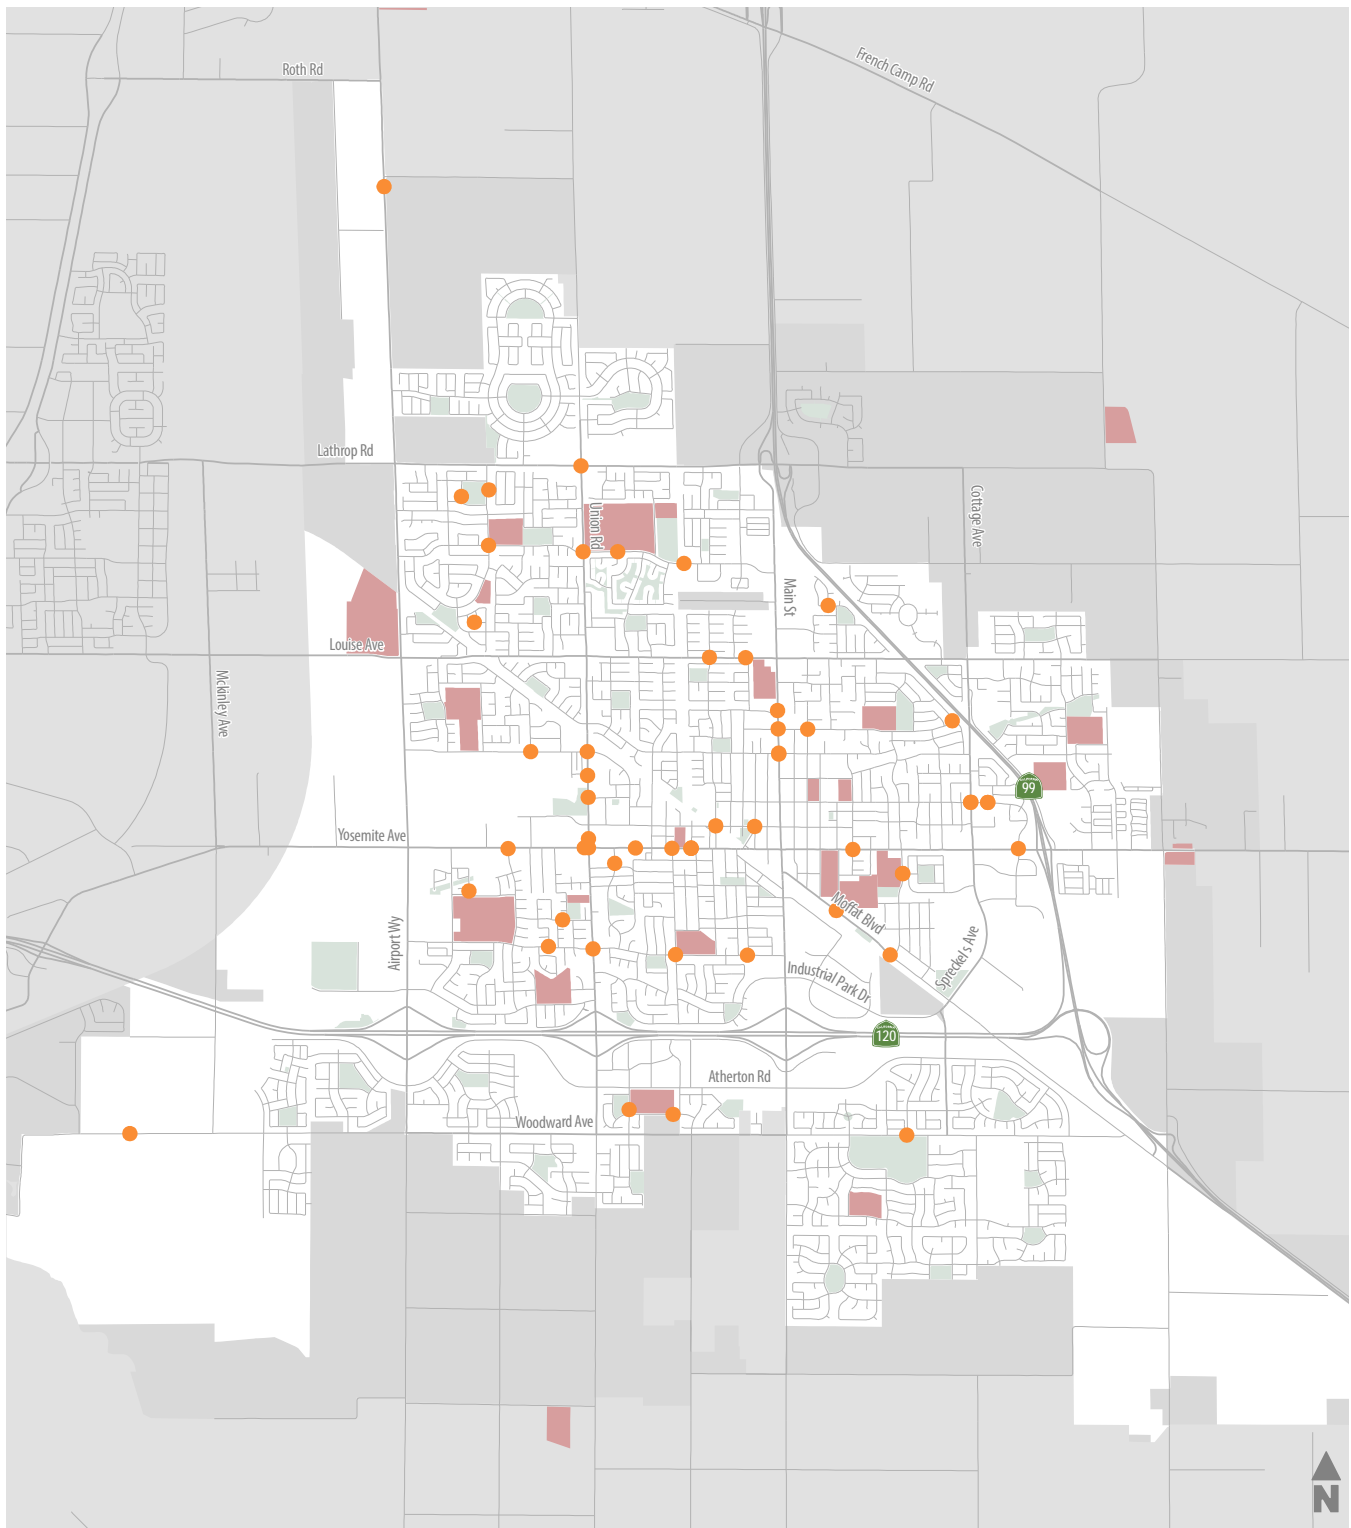 Roth Rd
French Camp Rd
Lathrop Rd
Union Rd
Cottage Ave
Main St
Louise Ave
Mckinley Ave
99
Yosemite Ave
Airport Wy
Moffat Blvd
Spreckels Ave
Industrial Park Dr
120
Atherton Rd
Woodward Ave
N